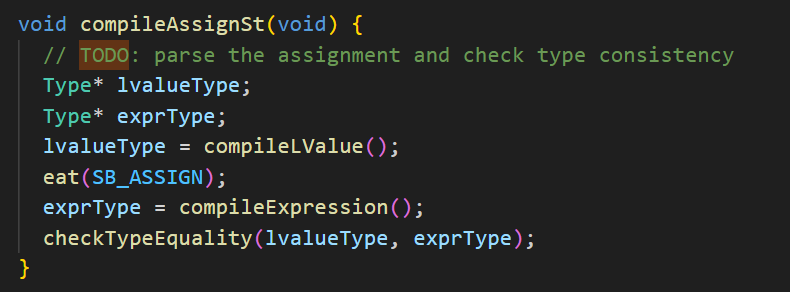 void compileAssignSt(void) {
  // TODO: parse the assignment and check type consistency
  Type* lvalueType;
  Type* exprType;
  lvalueType = compileLValue();
  eat(SB_ASSIGN);
  exprType = compileExpression();
  checkTypeEquality(lvalueType, exprType);
}